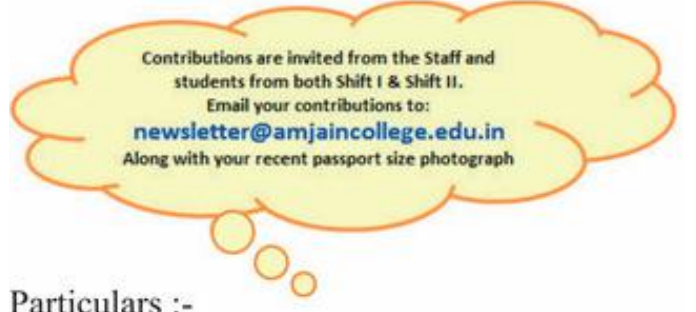 Contributions are invited from the Staff and
students from both Shift I & Shift II.
Email your contributions to:
newsletter@amjaincollege.edu.in
Along with your recent passport size photograph
Particulars :-